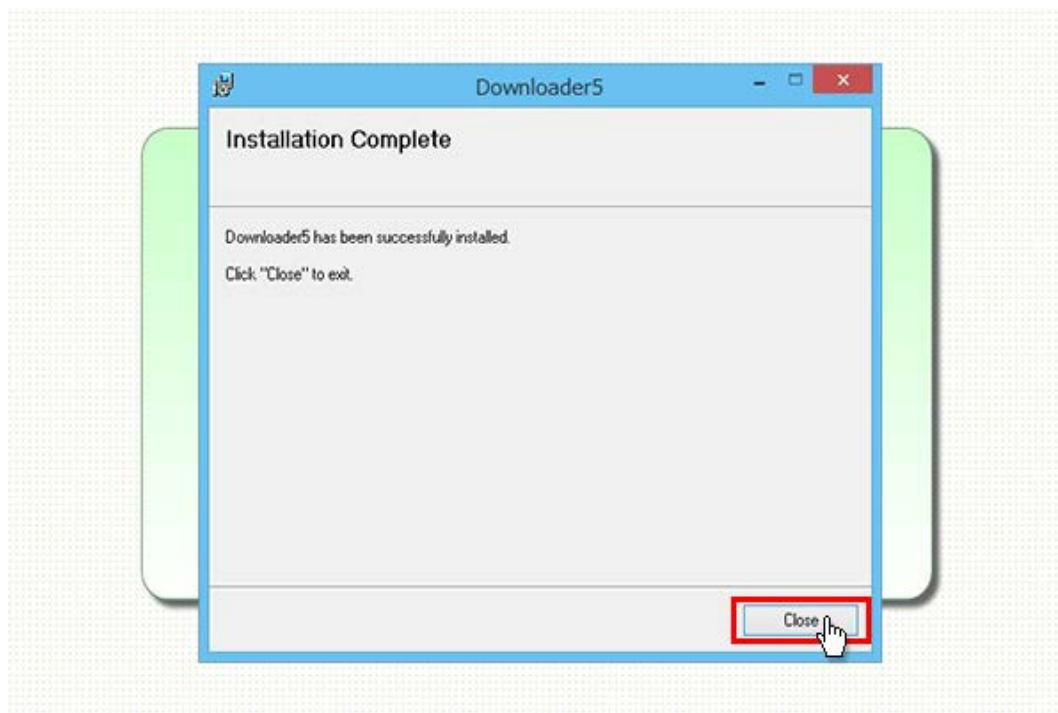 Downloader5
Installation Complete
Downloader5 has been successfully installed.
Click "Close" to exit.
Close